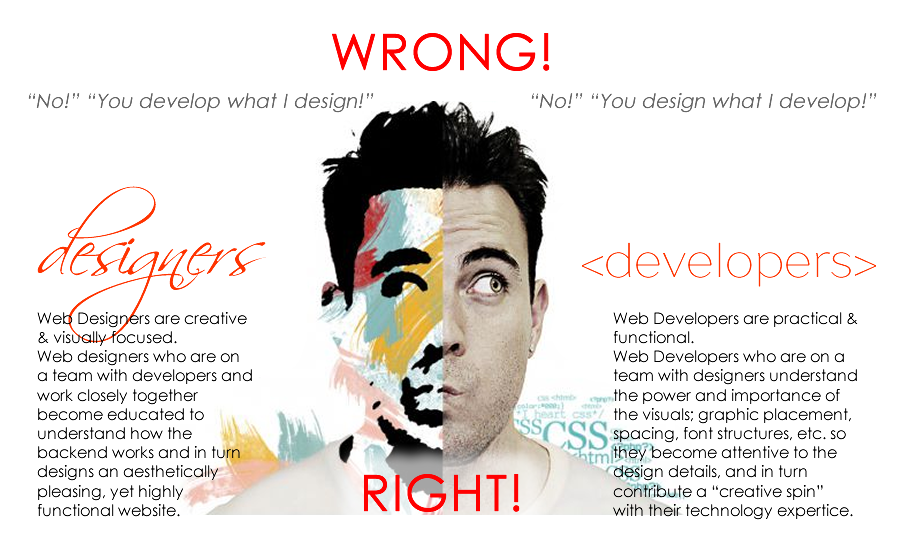 WRONG!
“No!” “You develop what I design!”
“No!” “You design what I develop!”
designers
Web Designers are creative
& visually focused.
Web designers who are on
a team with developers and
work closely together
become educated to
understand how the
backend works and in turn
designs an aesthetically
pleasing, yet highly
functional website.
<developers>
Web Developers are practical &
functional.
Web Developers who are on a
team with designers understand
the power and importance of
the visuals; graphic placement,
spacing, font structures, etc. so
they become attentive to the
design details, and in turn
contribute a “creative spin”
with their technology expertice.
I heart css*/
CSS
CSS
html
RIGHT!